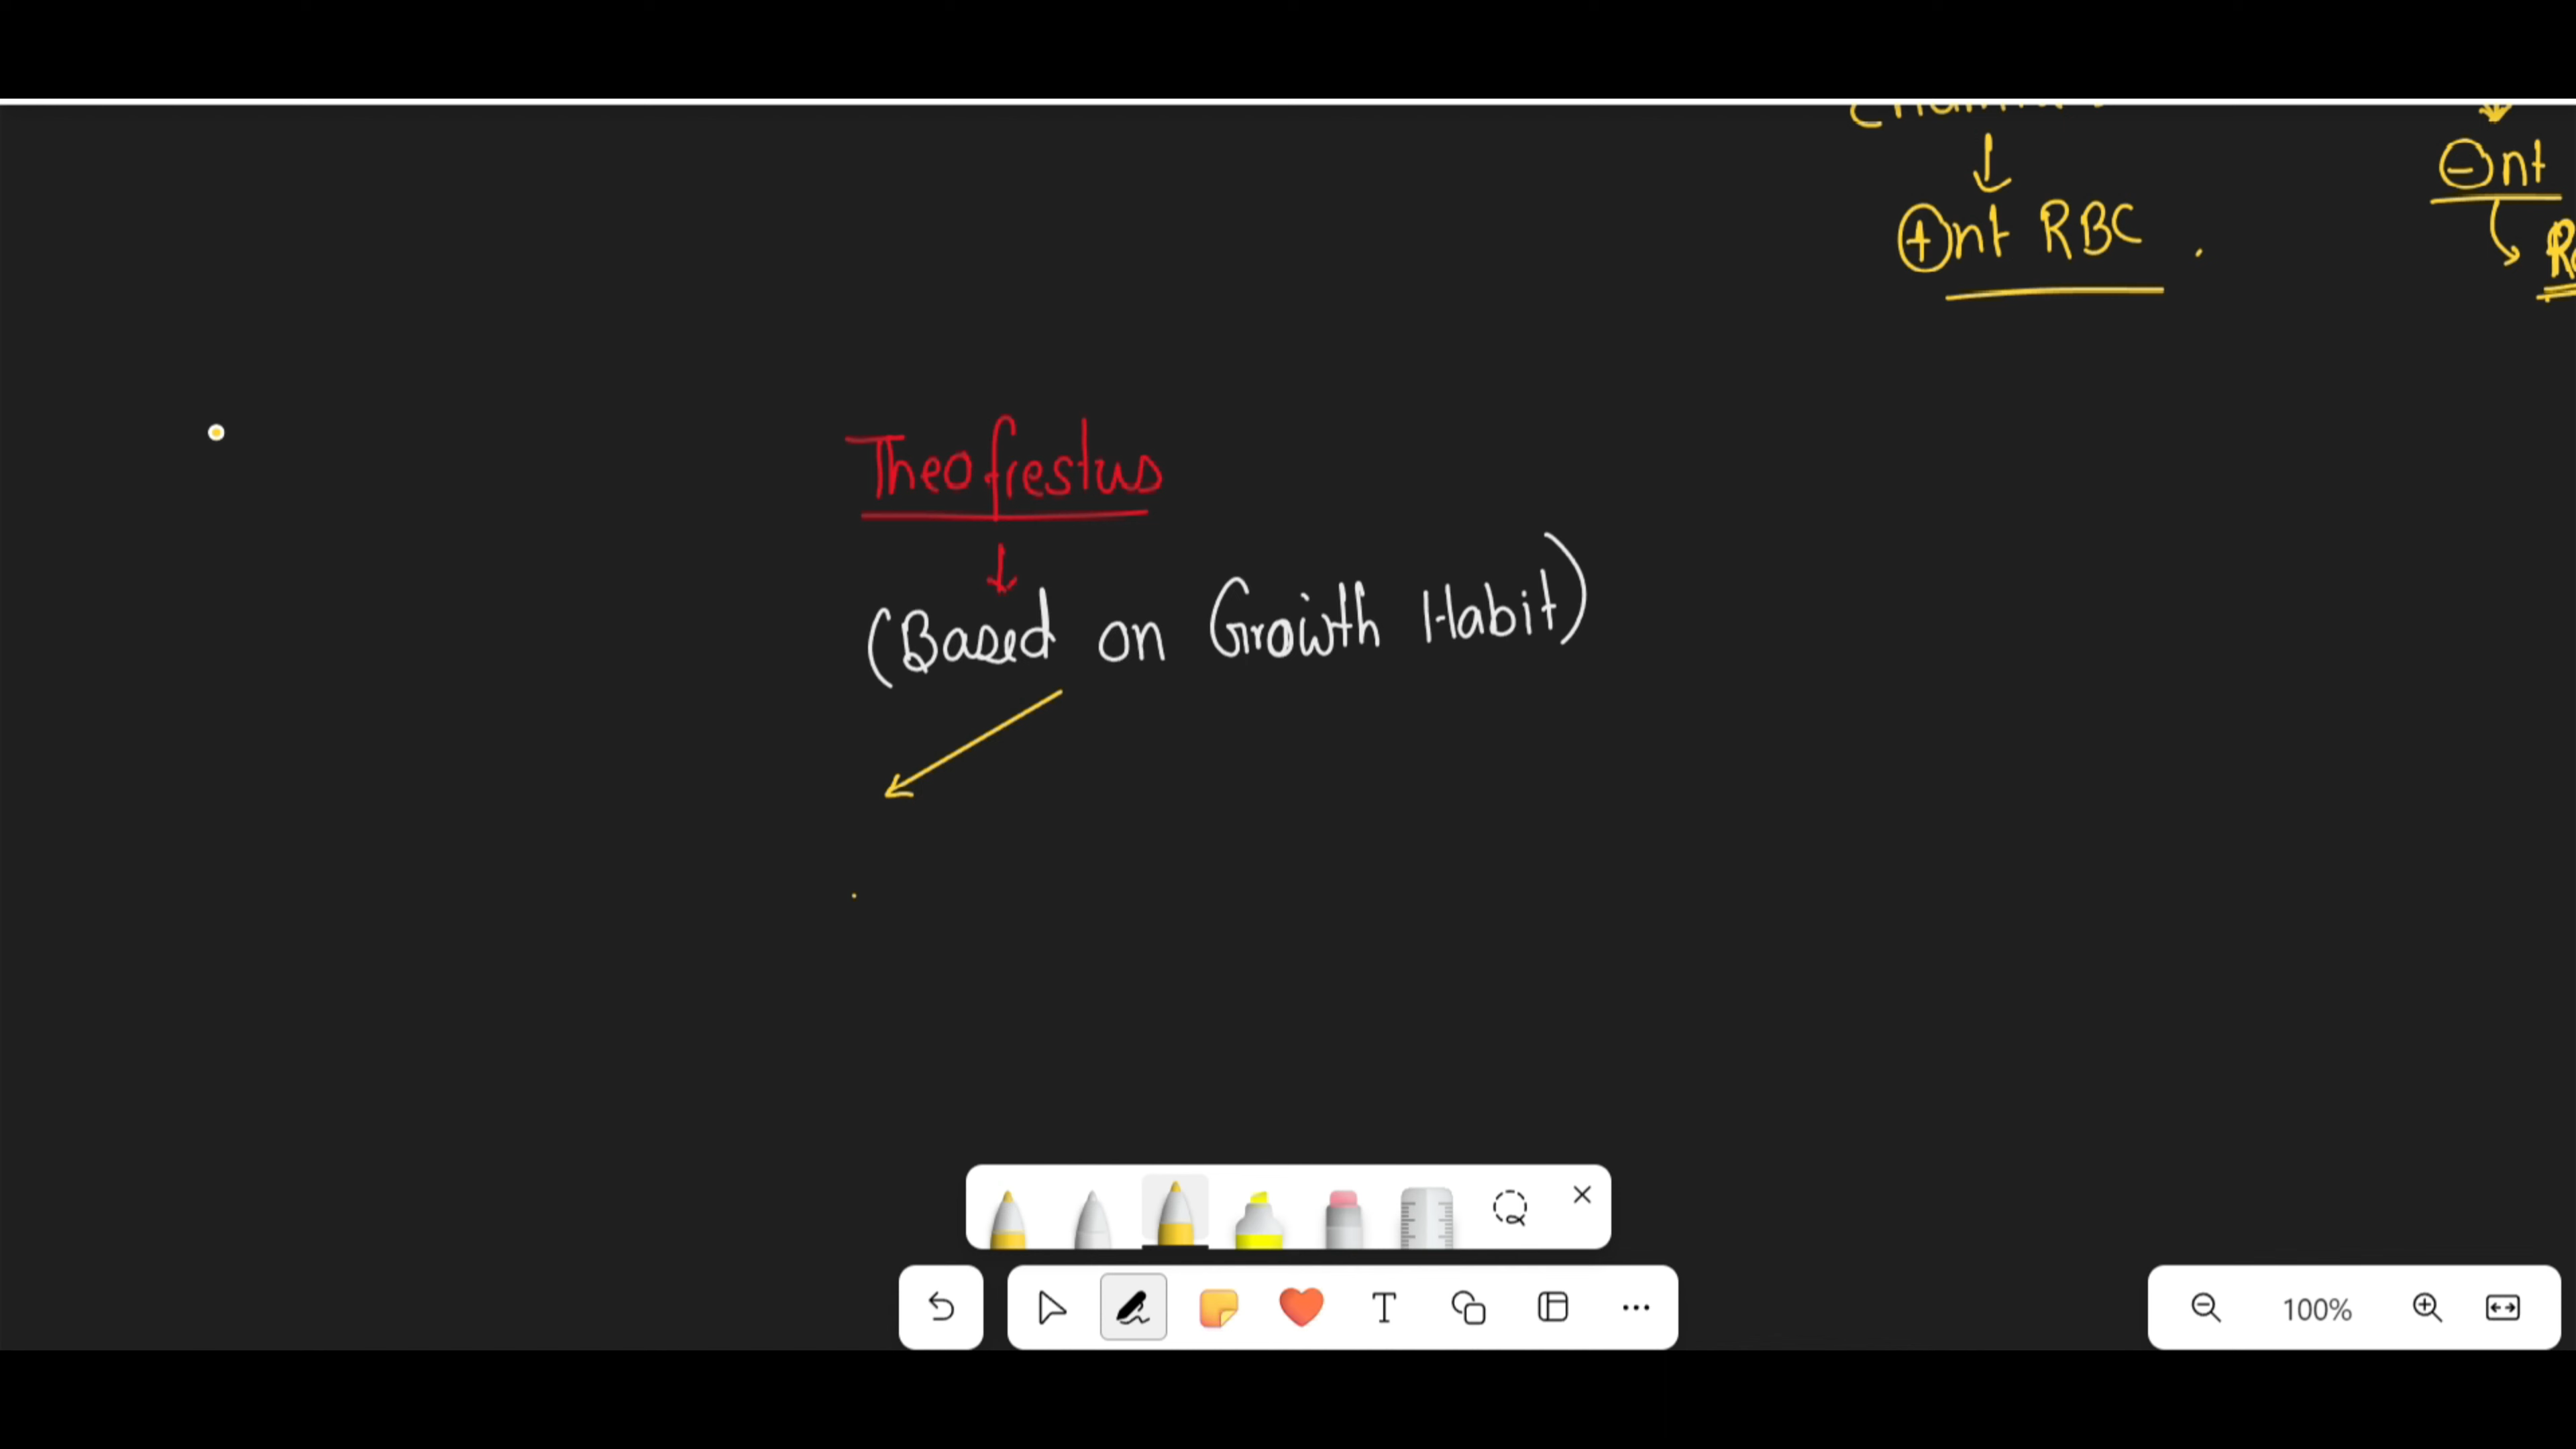 ⊖nt
⊕nt RBC .
Theofrestus
(Based on Growth Habit)
T
100%